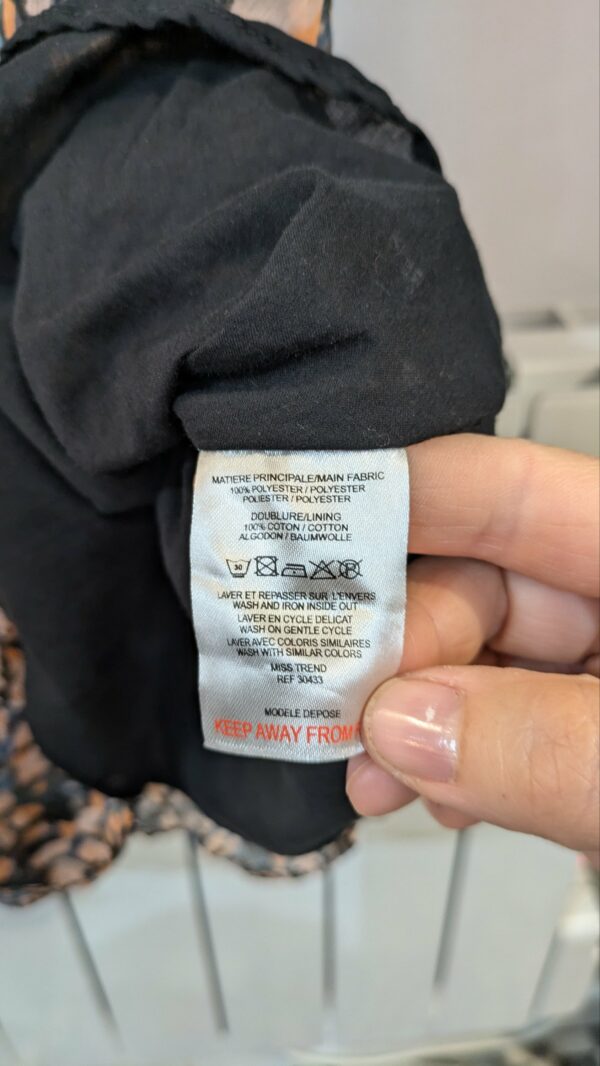 MATIERE PRINCIPALE/MAIN FABRIC
100% POLYESTER / POLYESTER
POLIESTER / POLYESTER
DOUBLURE/LINING
100% COTON / COTTON
ALGODON / BAUMWOLLE
30 P
LAVER ET REPASSER SUR L'ENVERS
WASH AND IRON INSIDE OUT
LAVER EN CYCLE DELICAT
WASH ON GENTLE CYCLE
LAVER AVEC COLORIS SIMILAIRES
WASH WITH SIMILAR COLORS
MISS TREND
REF 30433
MODELE DEPOSE
KEEP AWAY FROM